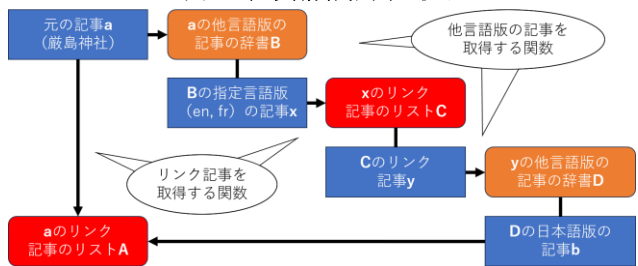 元の記事a
（厳島神社）
aの他言語版の
記事の辞書B
他言語版の記事を
取得する関数
Bの指定言語版
（en, fr）の記事x
xのリンク
記事のリストC
リンク記事を
取得する関数
Cのリンク
記事y
yの他言語版の
記事の辞書D
aのリンク
記事のリストA
Dの日本語版の
記事b